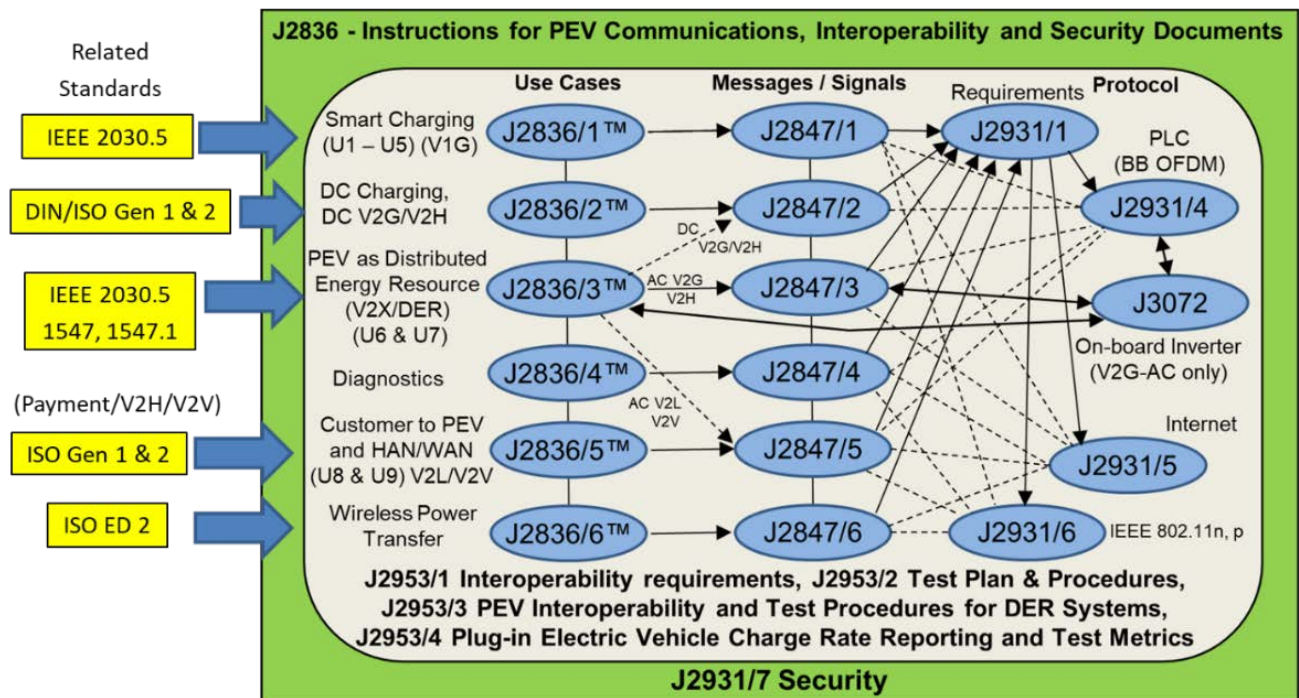 J2836 - Instructions for PEV Communications, Interoperability and Security Documents
Related
Standards
IEEE 2030.5
DIN/ISO Gen 1 & 2
IEEE 2030.5
1547, 1547.1
(Payment/V2H/V2V)
ISO Gen 1 & 2
ISO ED 2
Use Cases
Messages / Signals
Requirements
Protocol
Smart Charging
(U1 – U5) (V1G)
J2836/1™
J2847/1
J2931/1
PLC
(BB OFDM)
DC Charging,
DC V2G/V2H
J2836/2™
J2847/2
J2931/4
DC
V2G/V2H
PEV as Distributed
Energy Resource
(V2X/DER)
(U6 & U7)
J2836/3™
AC V2G
V2H
J2847/3
J3072
On-board Inverter
(V2G-AC only)
Diagnostics
J2836/4™
J2847/4
AC V2L
V2V
Customer to PEV
and HAN/WAN
(U8 & U9) V2L/V2V
J2836/5™
J2847/5
Internet
J2931/5
Wireless Power
Transfer
J2836/6™
J2847/6
J2931/6
IEEE 802.11n, p
J2953/1 Interoperability requirements, J2953/2 Test Plan & Procedures,
J2953/3 PEV Interoperability and Test Procedures for DER Systems,
J2953/4 Plug-in Electric Vehicle Charge Rate Reporting and Test Metrics
J2931/7 Security